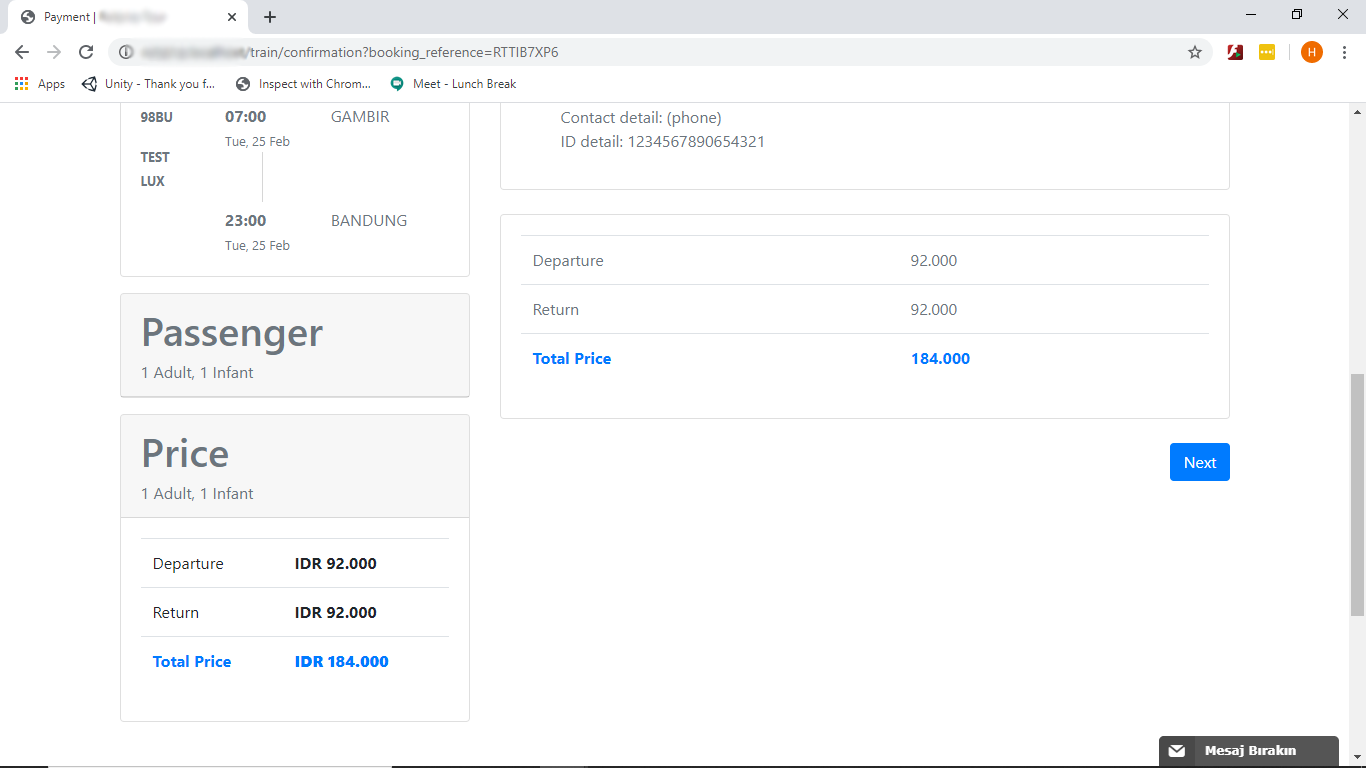 Payment |
/train/confirmation?booking_reference=RTTIB7XP6
H
Apps
Unity - Thank you f...
Inspect with Chrom...
Meet - Lunch Break
98BU
07:00
GAMBIR
Tue, 25 Feb
TEST
LUX
23:00
BANDUNG
Tue, 25 Feb
Passenger
1 Adult, 1 Infant
Price
1 Adult, 1 Infant
Departure IDR 92.000
Return IDR 92.000
Total Price IDR 184.000
Contact detail: (phone)
ID detail: 1234567890654321
Departure 92.000
Return 92.000
Total Price 184.000
Next
Mesaj Bırakın